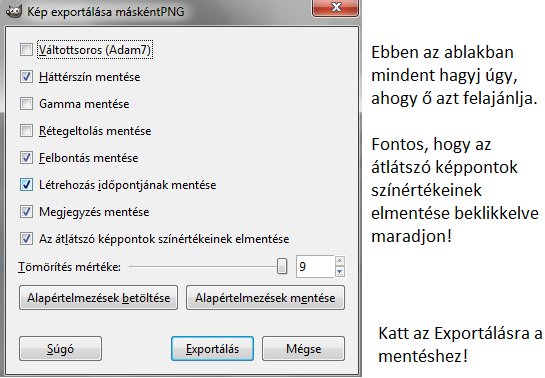 Kép exportálása máskéntPNG
Váltottsoros (Adam7)
Háttérszín mentése
Gamma mentése
Rétegeltolás mentése
Felbontás mentése
Létrehozás időpontjának mentése
Megjegyzés mentése
Az átlátszó képpontok színértékeinek elmentése
Tömörítés mértéke:
9
Alapértelmezések betöltése
Alapértelmezések mentése
Súgó
Exportálás
Mégse
Ebben az ablakban
mindent hagyj úgy,
ahogy ő azt felajánlja.
Fontos, hogy az
átlátszó képpontok
színértékeinek
elmentése beklikkelve
maradjon!
Katt az Exportálásra a
mentéshez!